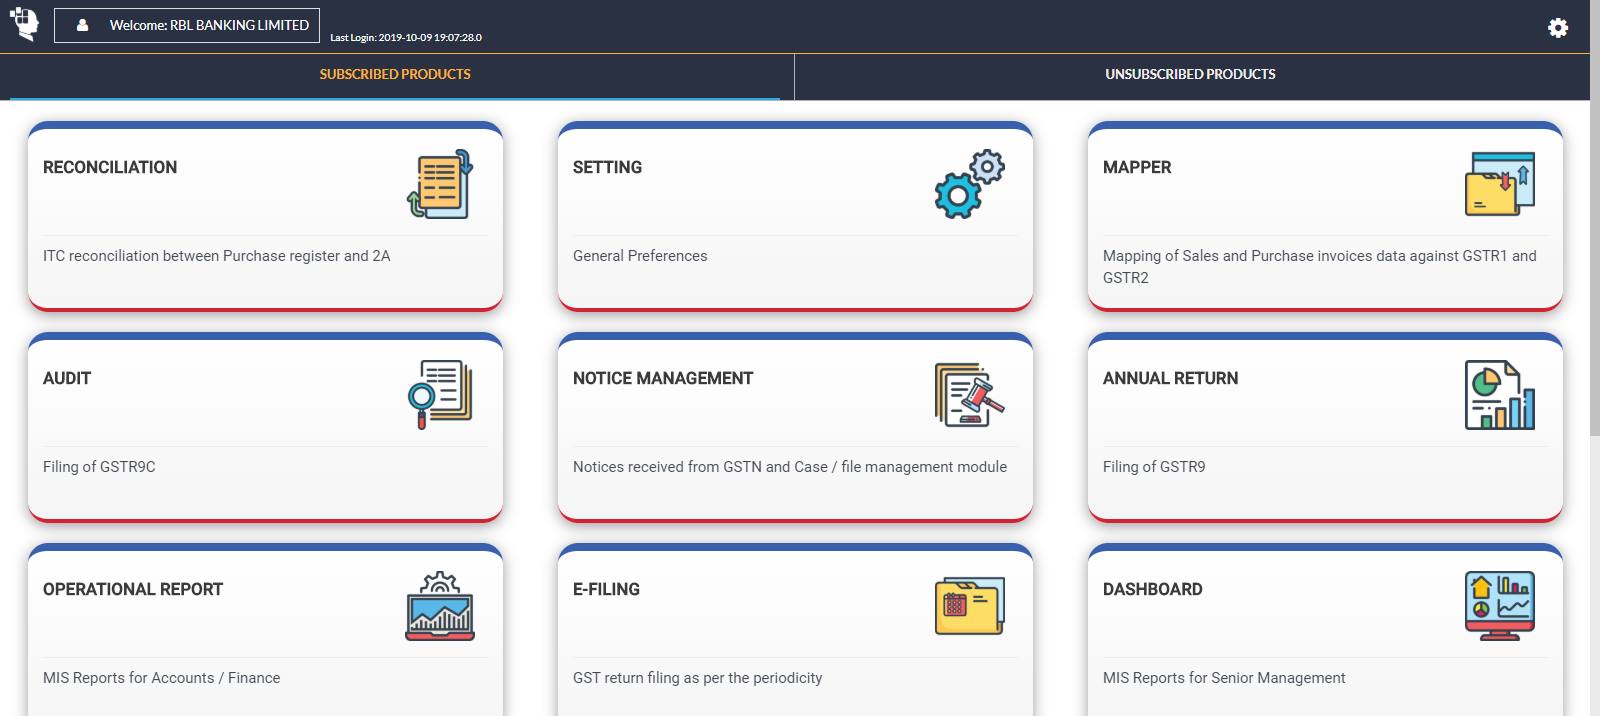 Welcome: RBL BANKING LIMITED
Last Login: 2019-10-09 19:07:28.0
SUBSCRIBED PRODUCTS
UNSUBSCRIBED PRODUCTS
RECONCILIATION
ITC reconciliation between Purchase register and 2A
SETTING
General Preferences
MAPPER
Mapping of Sales and Purchase invoices data against GSTR1 and
GSTR2
AUDIT
Filing of GSTR9C
NOTICE MANAGEMENT
Notices received from GSTN and Case / file management module
ANNUAL RETURN
Filing of GSTR9
OPERATIONAL REPORT
MIS Reports for Accounts / Finance
E-FILING
GST return filing as per the periodicity
DASHBOARD
MIS Reports for Senior Management